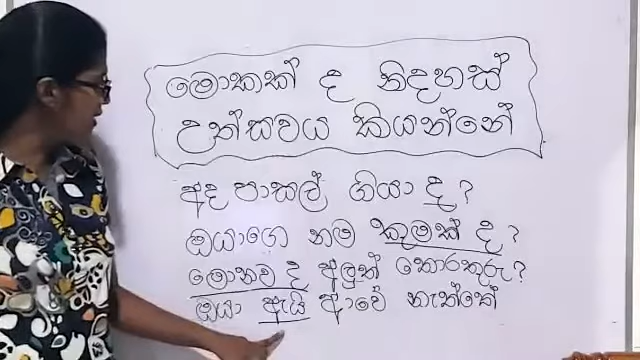 මොකක් ද නිදහස්
උත්සවය කියන්නේ
අද පාසල් ගියා ද?
ඔයාගෙ නම කුමක් ද?
මොනව ද අලුත් තොරතුරු?
ඔයා ඇයි ආවේ නැත්තේ